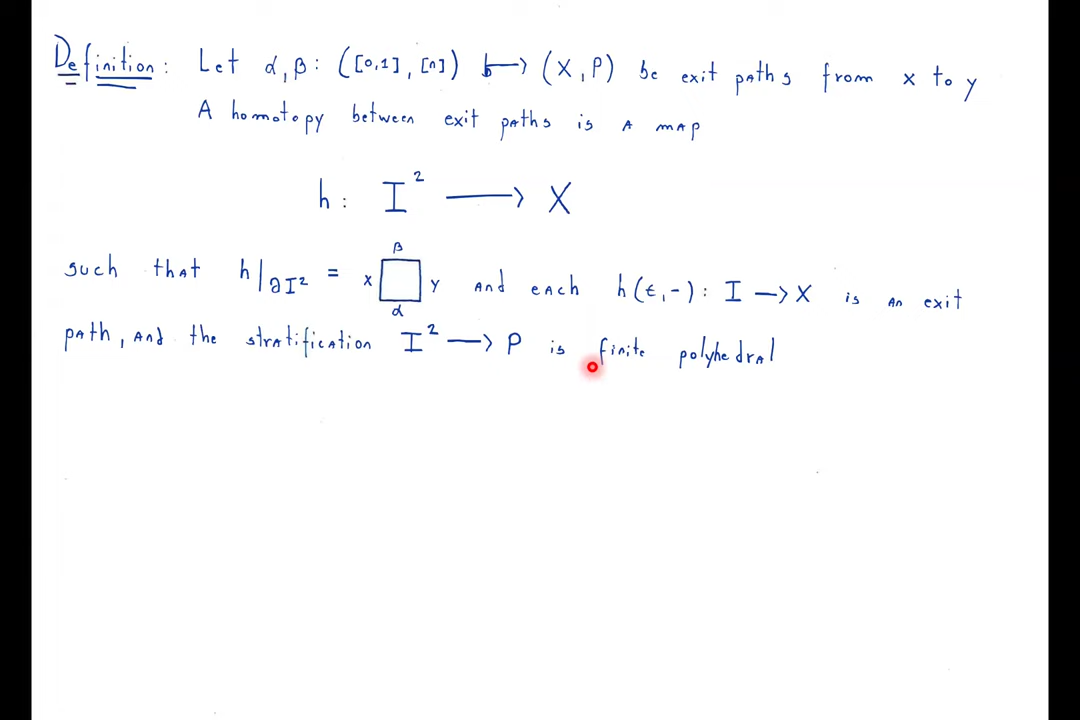 Definition: Let α, β : ([0,1], [n]) ⟼ (X, P) be exit paths from x to y
A homotopy between exit paths is a map
h : I² ⟶ X
such that h|∂I² = x □ y β α and each h(t,-) : I → X is an exit
path, and the stratification I² → P is finite polyhedral